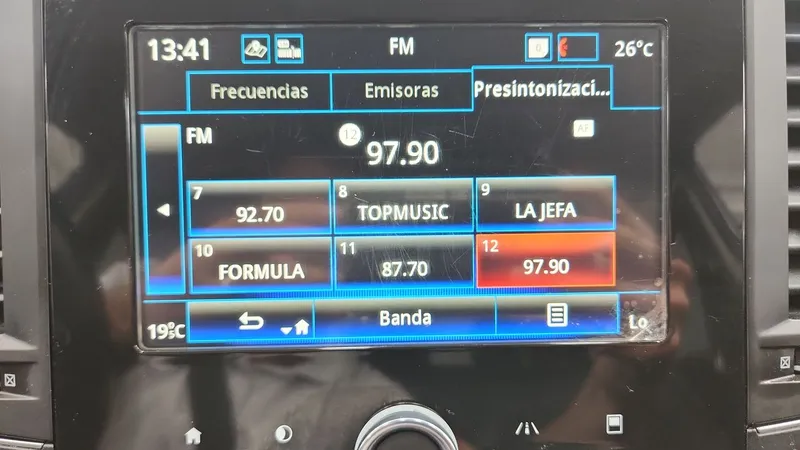 13:41 FM 26°c
Frecuencias Emisoras Presintonizaci...
FM 12 97.90 AF
7 92.70 8 TOPMUSIC 9 LA JEFA
10 FORMULA 11 87.70 12 97.90
Banda Lo